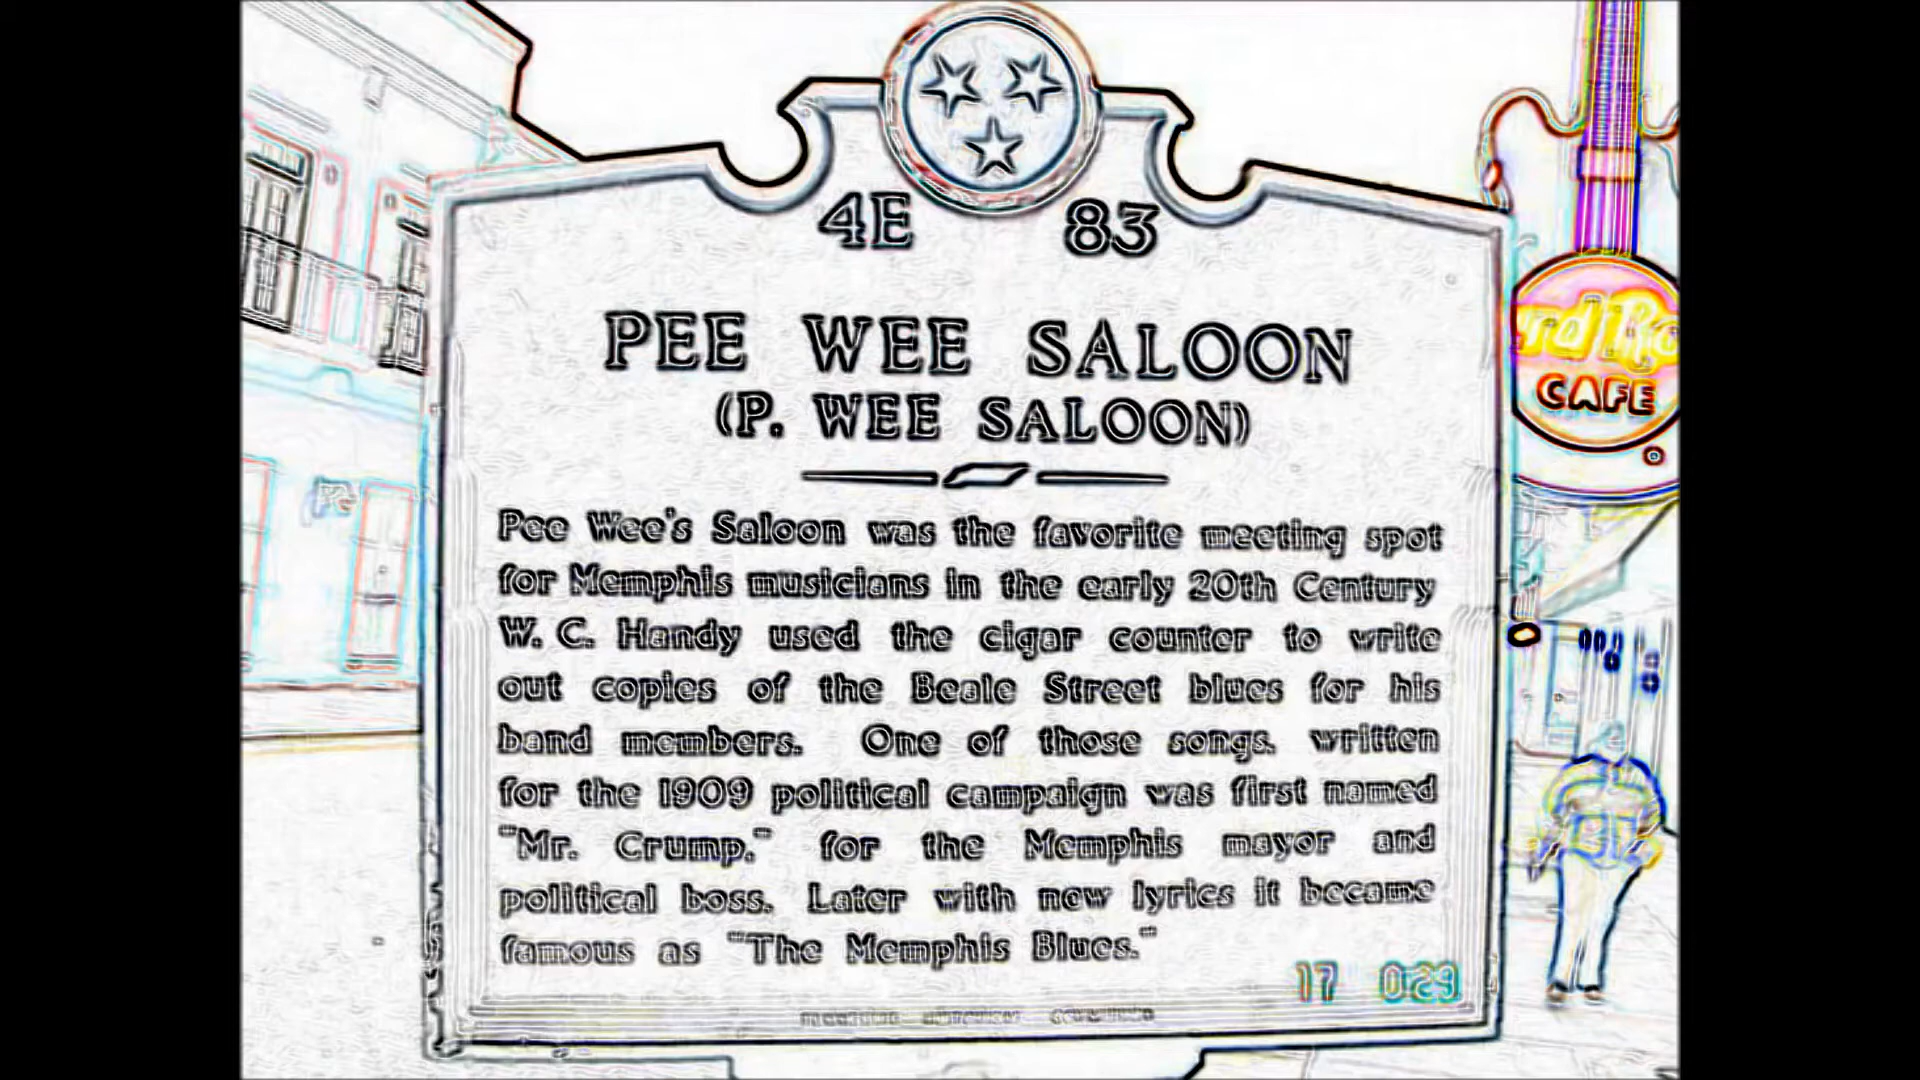 4E 83
PEE WEE SALOON
(P. WEE SALOON)
Pee Wee's Saloon was the favorite meeting spot
for Memphis musicians in the early 20th Century
W. C. Handy used the cigar counter to write
out copies of the Beale Street blues for his
band members. One of those songs, written
for the 1909 political campaign was first named
"Mr. Crump," for the Memphis mayor and
political boss. Later with new lyrics it became
famous as "The Memphis Blues."
17 0:29
CAFE